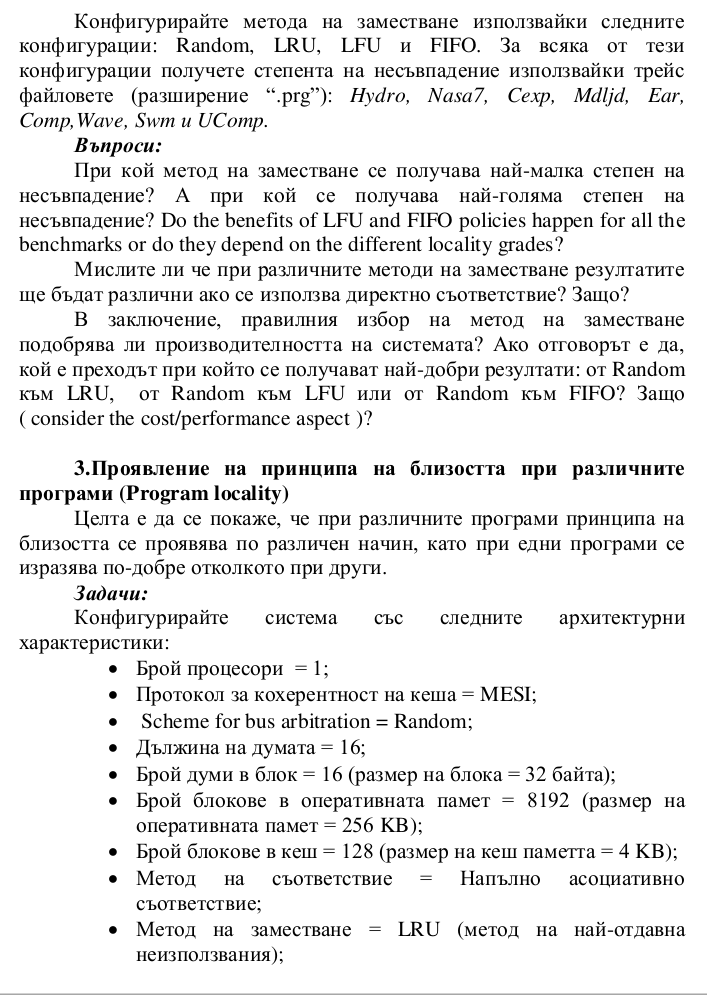 Конфигурирайте метода на заместване използвайки следните
конфигурации: Random, LRU, LFU и FIFO. За всяка от тези
конфигурации получете степента на несъвпадение използвайки трейс
файловете (разширение “.prg”): Hydro, Nasa7, Cexp, Mdljd, Ear,
Comp,Wave, Swm и UComp.
Въпроси:
При кой метод на заместване се получава най-малка степен на
несъвпадение? А при кой се получава най-голяма степен на
несъвпадение? Do the benefits of LFU and FIFO policies happen for all the
benchmarks or do they depend on the different locality grades?
Мислите ли че при различните методи на заместване резултатите
ще бъдат различни ако се използва директно съответствие? Защо?
В заключение, правилния избор на метод на заместване
подобрява ли производителността на системата? Ако отговорът е да,
кой е преходът при който се получават най-добри резултати: от Random
към LRU, от Random към LFU или от Random към FIFO? Защо
( consider the cost/performance aspect )?
3.Проявление на принципа на близостта при различните
програми (Program locality)
Целта е да се покаже, че при различните програми принципа на
близостта се проявява по различен начин, като при едни програми се
изразява по-добре отколкото при други.
Задачи:
Конфигурирайте система със следните архитектурни
характеристики:
• Брой процесори = 1;
• Протокол за кохерентност на кеша = MESI;
• Scheme for bus arbitration = Random;
• Дължина на думата = 16;
• Брой думи в блок = 16 (размер на блока = 32 байта);
• Брой блокове в оперативната памет = 8192 (размер на
оперативната памет = 256 KB);
• Брой блокове в кеш = 128 (размер на кеш паметта = 4 KB);
• Метод на съответствие = Напълно асоциативно
съответствие;
• Метод на заместване = LRU (метод на най-отдавна
неизползвания);